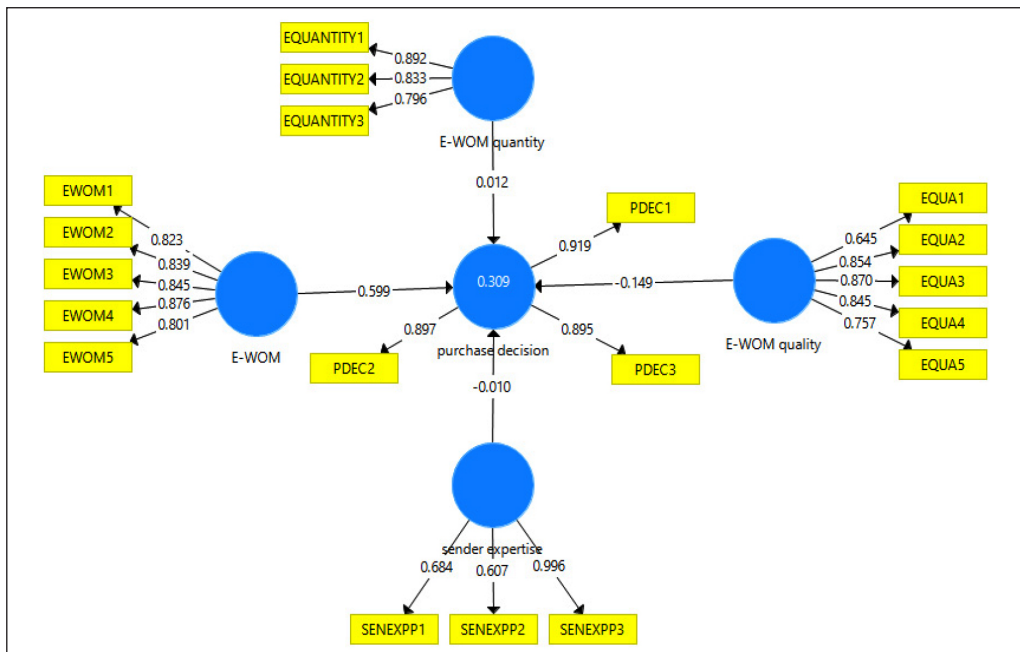 EQUANTITY1
0.892
EQUANTITY2
0.833
EQUANTITY3
0.796
E-WOM quantity
0.012
EWOM1
EWOM2
EWOM3
EWOM4
EWOM5
0.823
0.839
0.845
0.876
0.801
E-WOM
0.599
PDEC1
0.919
0.309
0.897
0.895
purchase decision
PDEC2
PDEC3
-0.149
E-WOM quality
EQUA1
EQUA2
EQUA3
EQUA4
EQUA5
0.645
0.854
0.870
0.845
0.757
-0.010
sender expertise
0.684
0.607
0.996
SENEXPP1
SENEXPP2
SENEXPP3